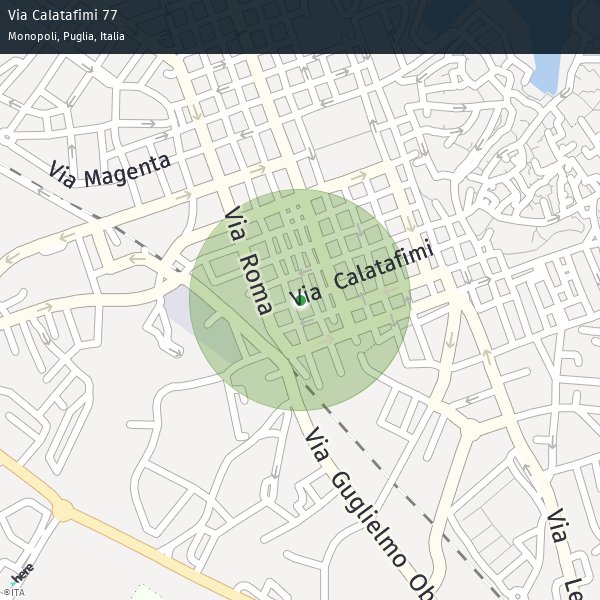 Via Calatafimi 77
Monopoli, Puglia, Italia
Via Magenta
Via Roma
Via Calatafimi
Via Guglielmo Ob
Via Le
here
©ITA